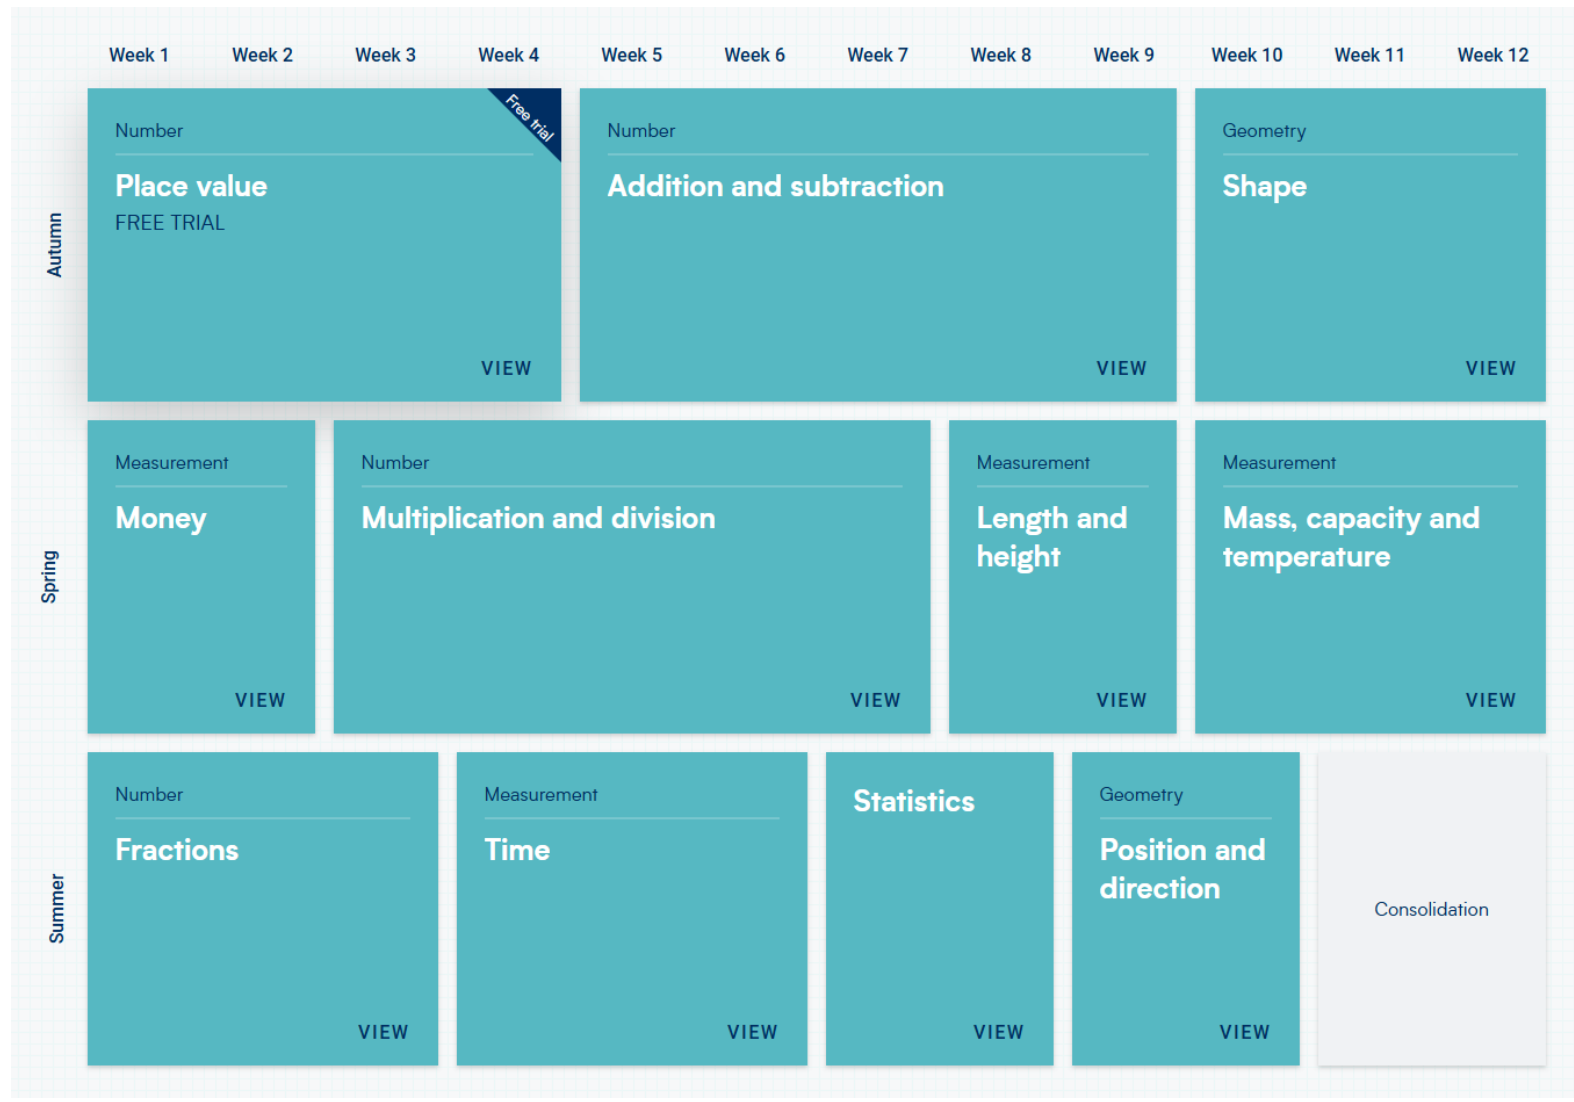 Week 1 Week 2 Week 3 Week 4 Week 5 Week 6 Week 7 Week 8 Week 9 Week 10 Week 11 Week 12
Autumn
Number
Free trial
Place value
FREE TRIAL
VIEW
Number
Addition and subtraction
VIEW
Geometry
Shape
VIEW
Spring
Measurement
Money
VIEW
Number
Multiplication and division
VIEW
Measurement
Length and
height
VIEW
Measurement
Mass, capacity and
temperature
VIEW
Summer
Number
Fractions
VIEW
Measurement
Time
VIEW
Statistics
VIEW
Geometry
Position and
direction
VIEW
Consolidation